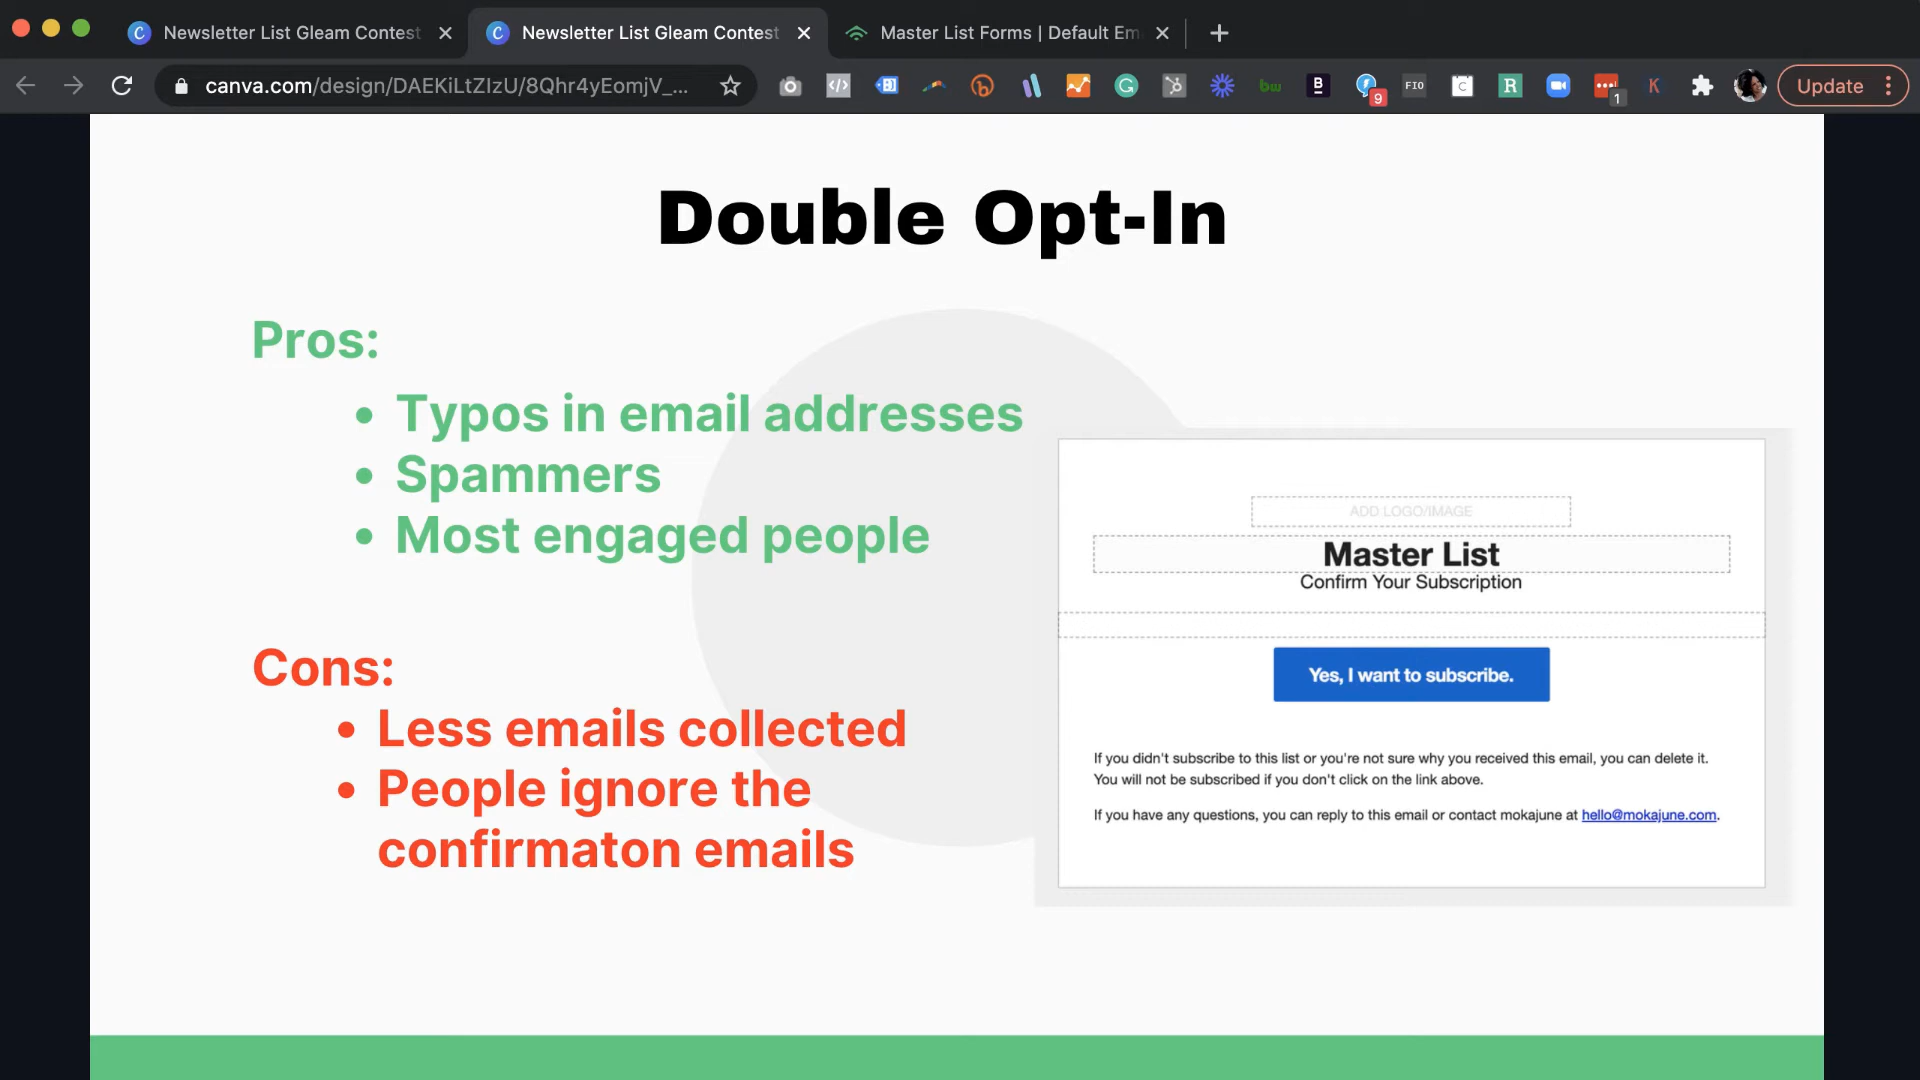 Newsletter List Gleam Contest
Newsletter List Gleam Contest
Master List Forms | Default Em
canva.com/design/DAEKiLtZIzU/8Qhr4yEomjV_...
9
FIO
1
Update
Double Opt-In
Pros:
• Typos in email addresses
• Spammers
• Most engaged people
Cons:
• Less emails collected
• People ignore the
confirmaton emails
ADD LOGO/IMAGE
Master List
Confirm Your Subscription
Yes, I want to subscribe.
If you didn't subscribe to this list or you're not sure why you received this email, you can delete it.
You will not be subscribed if you don't click on the link above.
If you have any questions, you can reply to this email or contact mokajune at hello@mokajune.com.